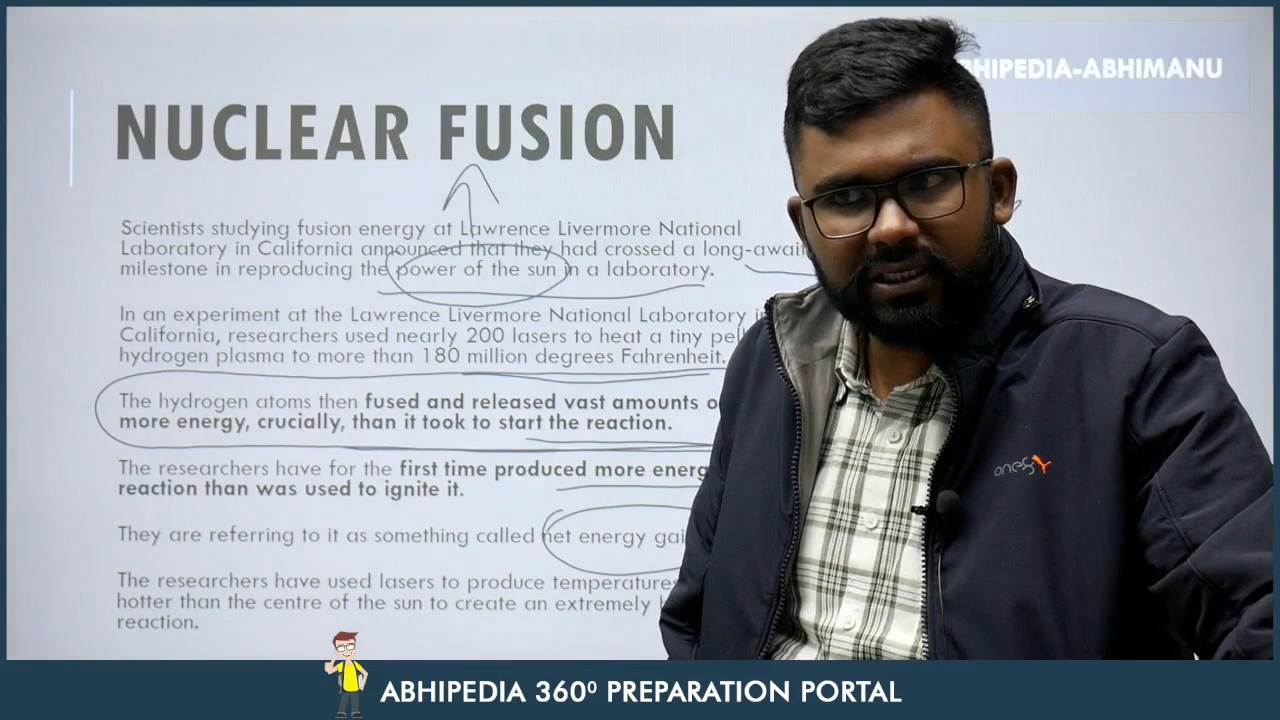 PHIPEDIA-ABHIMANU
NUCLEAR FUSION
Scientists studying fusion energy at Lawrence Livermore National
Laboratory in California announced that they had crossed a long-await
milestone in reproducing the power of the sun in a laboratory.
In an experiment at the Lawrence Livermore National Laboratory i
California, researchers used nearly 200 lasers to heat a tiny pel
hydrogen plasma to more than 180 million degrees Fahrenheit.
The hydrogen atoms then fused and released vast amounts o
more energy, crucially, than it took to start the reaction.
The researchers have for the first time produced more energ
reaction than was used to ignite it.
They are referring to it as something called net energy gai
The researchers have used lasers to produce temperatures
hotter than the centre of the sun to create an extremely
reaction.
one8
ABHIPEDIA 360⁰ PREPARATION PORTAL